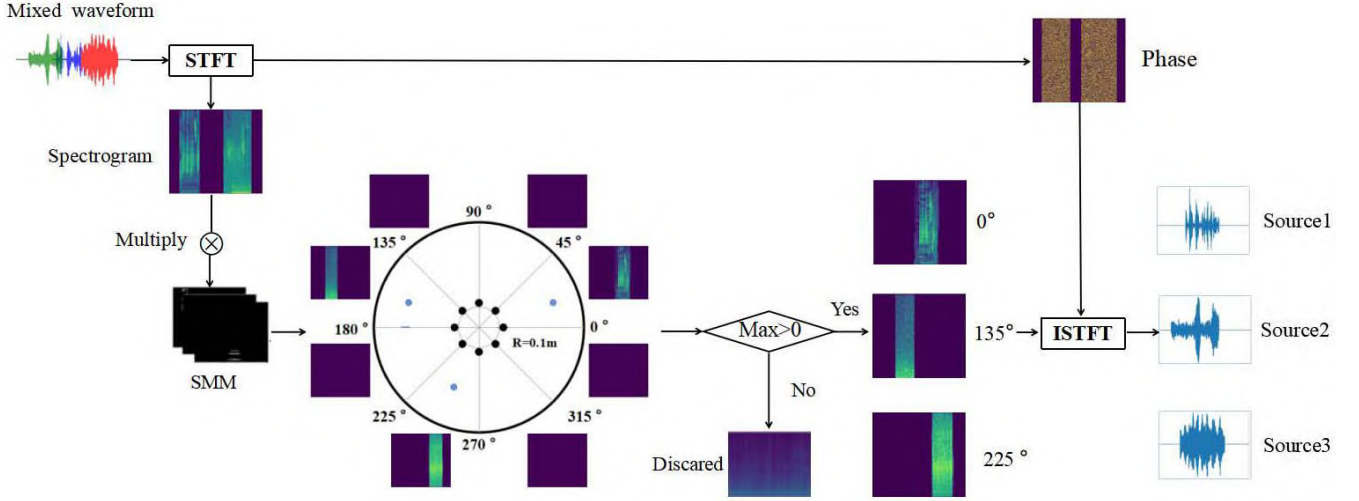 Mixed waveform
STFT
Phase
Spectrogram
Multiply
SMM
90 °
135 °
45 °
180 °
0°
R=0.1m
225 °
315 °
270 °
Max>0
Yes
No
Discared
0°
135°
225 °
ISTFT
Source1
Source2
Source3